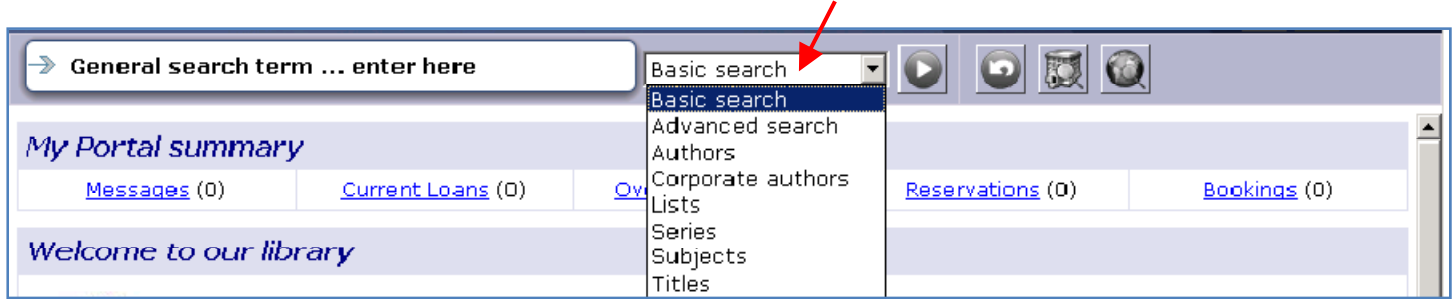 General search term ... enter here
Basic search
Basic search
Advanced search
Authors
Corporate authors
Lists
Series
Subjects
Titles
My Portal summary
Messages (0)
Current Loans (0)
Reservations (0)
Bookings (0)
Welcome to our library